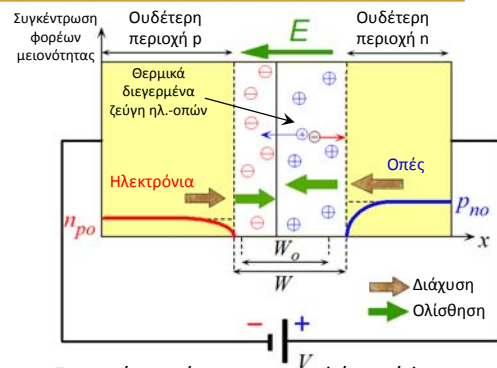 Συγκέντρωση
φορέων
μειονότητας
Ουδέτερη
περιοχή p
E
Ουδέτερη
περιοχή n
Θερμικά
διεγερμένα
ζεύγη ηλ.-οπών
Ηλεκτρόνια
Οπές
n_po
p_no
x
W_o
W
Διάχυση
Ολίσθηση
− +
V